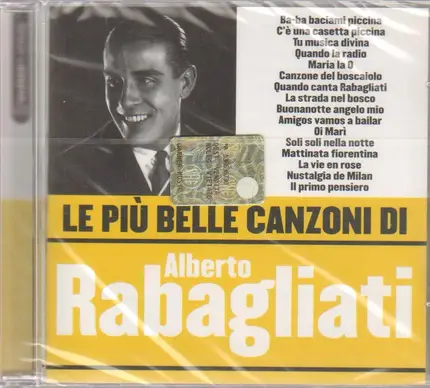 Ba-ba baciami piccina
C'è una casetta piccina
Tu musica divina
Quando la radio
Maria la O
Canzone del boscaiolo
Quando canta Rabagliati
La strada nel bosco
Buonanotte angelo mio
Amigos vamos a bailar
Oi Marì
Soli soli nella notte
Mattinata fiorentina
La vie en rose
Nustalgia de Milan
Il primo pensiero
LE PIÙ BELLE CANZONI DI
Alberto
Rabagliati